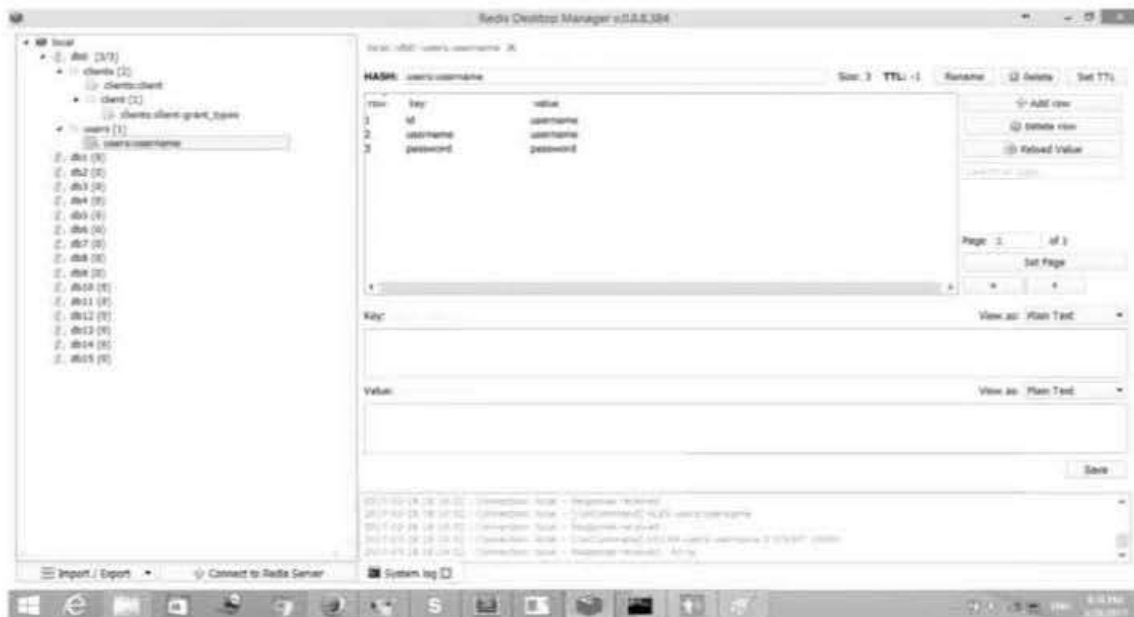 Redis Desktop Manager v.0.8.8.384
local
db0 (3/3)
clients (2)
clients:client
client (1)
clients:client:grant_types
users (1)
users:username
db1 (0)
db2 (0)
db3 (0)
db4 (0)
db5 (0)
db6 (0)
db7 (0)
db8 (0)
db9 (0)
db10 (0)
db11 (0)
db12 (0)
db13 (0)
db14 (0)
db15 (0)
Import / Export
Connect to Redis Server
local::db0::users:username
HASH: users:username Size: 3 TTL: -1 Rename Delete Set TTL
row key value
1 id username
2 username username
3 password password
Add row
Delete row
Reload Value
Page 1 of 1
Set Page
Key: View as: Plain Text
Value: View as: Plain Text
Save
System log